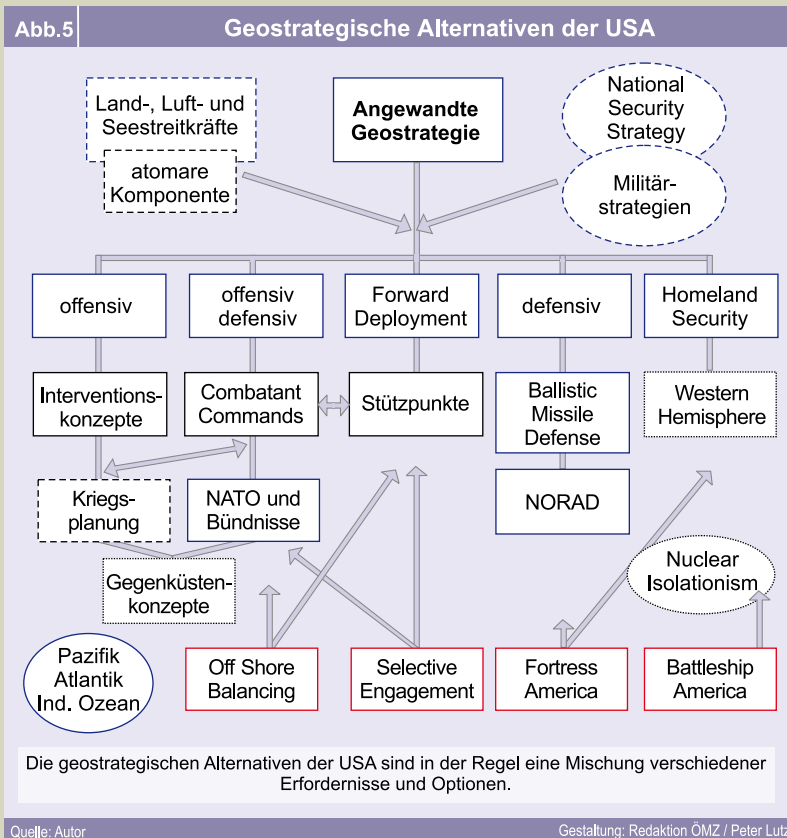 Abb.5
Geostrategische Alternativen der USA
Land-, Luft- und
Seestreitkräfte
atomare
Komponente
Angewandte
Geostrategie
National
Security
Strategy
Militär-
strategien
offensiv
offensiv
defensiv
Forward
Deployment
defensiv
Homeland
Security
Interventions-
konzepte
Combatant
Commands
Stützpunkte
Ballistic
Missile
Defense
Western
Hemisphere
Kriegs-
planung
NATO und
Bündnisse
NORAD
Gegenküsten-
konzepte
Nuclear
Isolationism
Pazifik
Atlantik
Ind. Ozean
Off Shore
Balancing
Selective
Engagement
Fortress
America
Battleship
America
Die geostrategischen Alternativen der USA sind in der Regel eine Mischung verschiedener
Erfordernisse und Optionen.
Quelle: Autor
Gestaltung: Redaktion ÖMZ / Peter Lutz